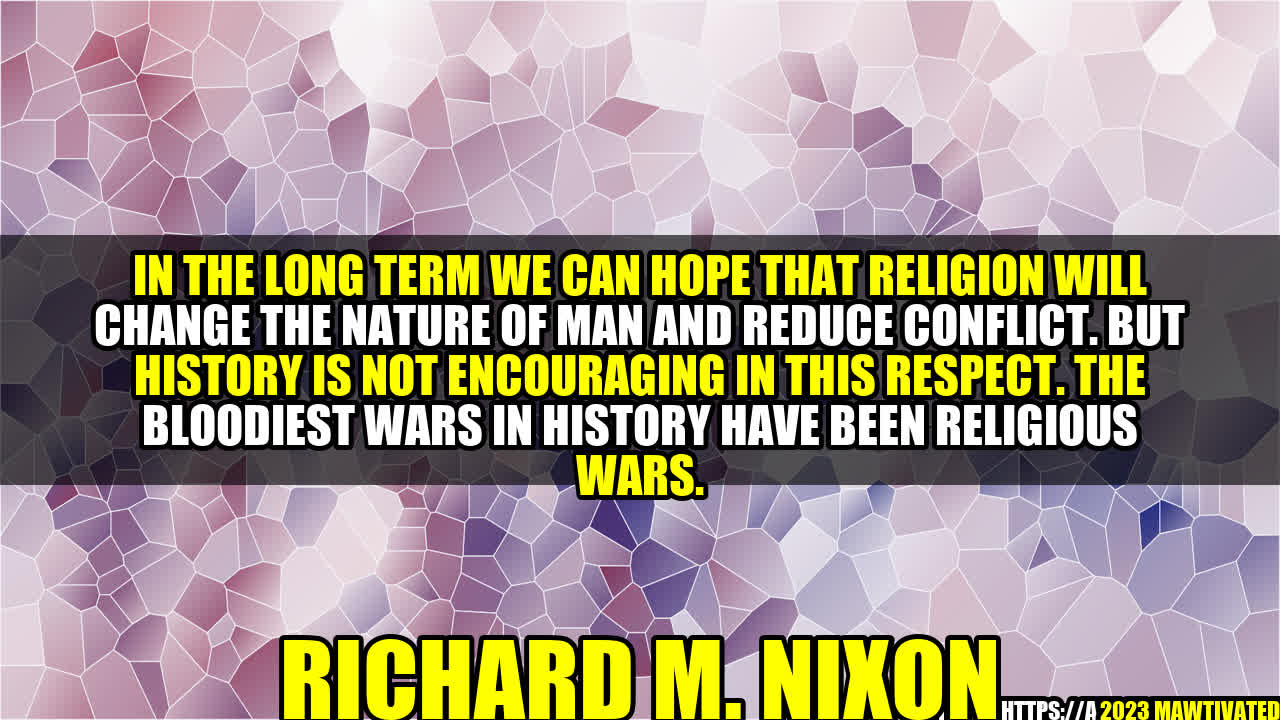 IN THE LONG TERM WE CAN HOPE THAT RELIGION WILL
CHANGE THE NATURE OF MAN AND REDUCE CONFLICT. BUT
HISTORY IS NOT ENCOURAGING IN THIS RESPECT. THE
BLOODIEST WARS IN HISTORY HAVE BEEN RELIGIOUS
WARS.
RICHARD M. NIXON
HTTPS://A 2023 MAWTIVATED